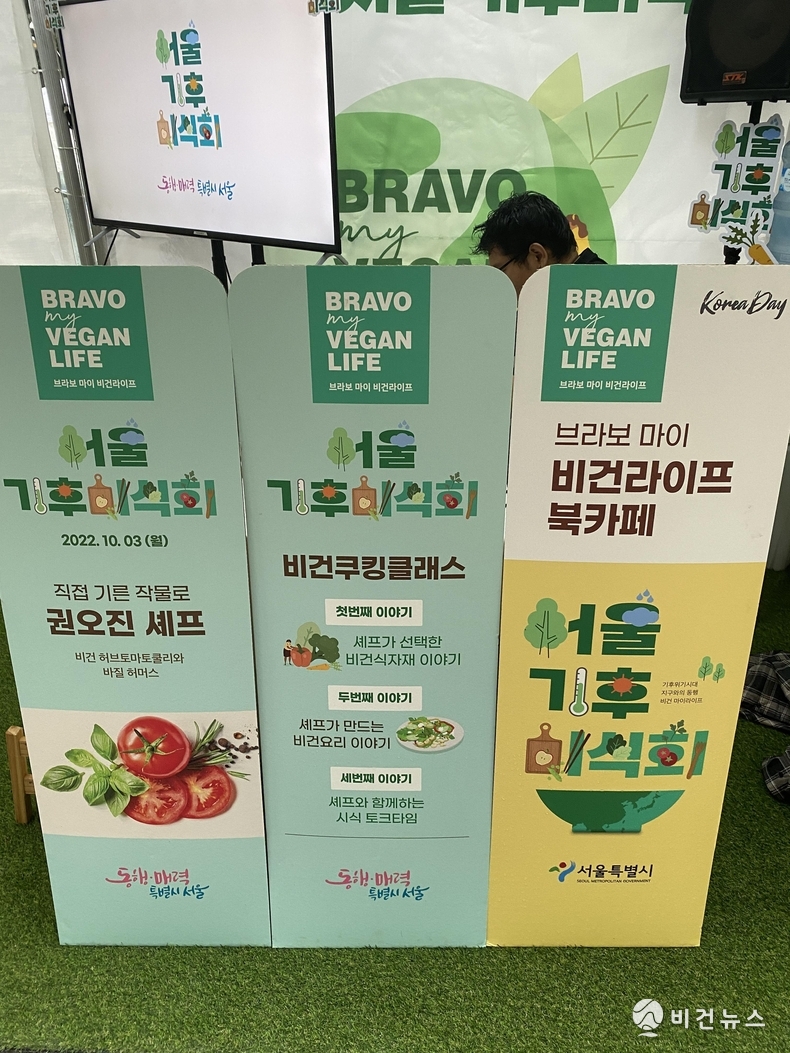 서울
기후
미식회
동행·매력
특별시 서울
BRAVO
my
VEGAN
서울
기후
미식회
BRAVO
my
VEGAN
LIFE
브라보 마이 비건라이프
서울
기후미식회
2022. 10. 03 (월)
직접 기른 작물로
권오진 셰프
비건 허브토마토쿨리와
바질 허머스
동행·매력
특별시 서울
BRAVO
my
VEGAN
LIFE
브라보 마이 비건라이프
서울
기후미식회
비건쿠킹클래스
첫번째 이야기
셰프가 선택한
비건식자재 이야기
두번째 이야기
셰프가 만드는
비건요리 이야기
세번째 이야기
셰프와 함께하는
시식 토크타임
동행·매력
특별시 서울
BRAVO
my
VEGAN
LIFE
브라보 마이 비건라이프
Korea Day
브라보 마이
비건라이프
북카페
서울
기후
미식회
기후위기시대
지구와의 동행
비건 마이라이프
서울특별시
SEOUL METROPOLITAN GOVERNMENT
비건뉴스